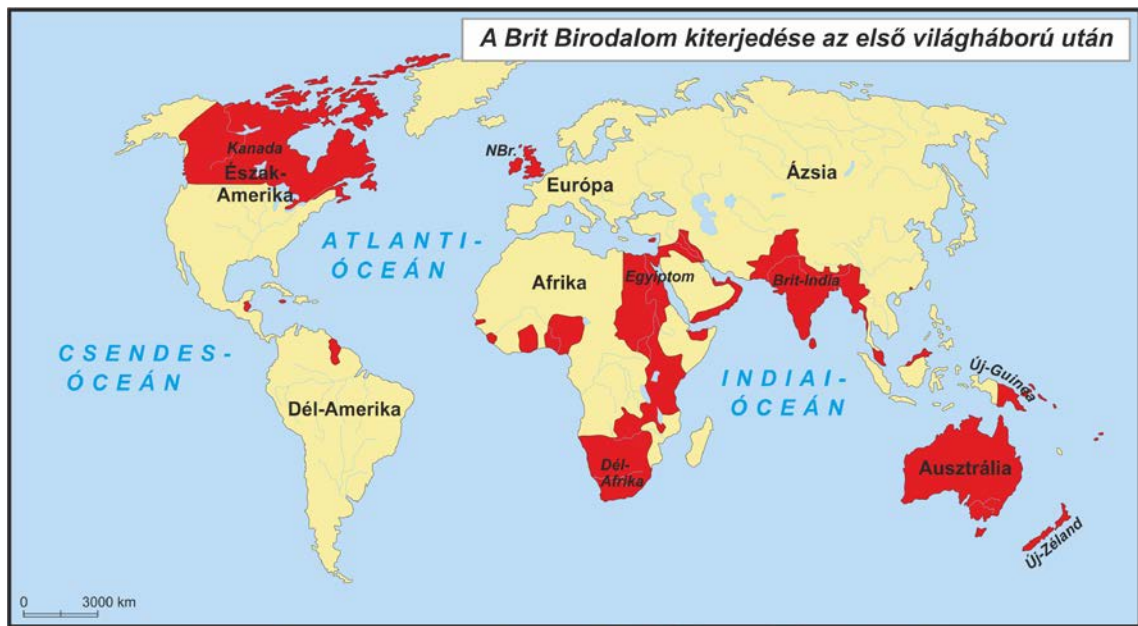 A Brit Birodalom kiterjedése az első világháború után
Kanada
Észak-
Amerika
NBr.
Európa
Ázsia
ATLANTI-
ÓCEÁN
Afrika
Egyiptom
Brit-India
CSENDES-
ÓCEÁN
Dél-Amerika
INDIAI-
ÓCEÁN
Új-Guinea
Dél-
Afrika
Ausztrália
Új-Zéland
0 3000 km